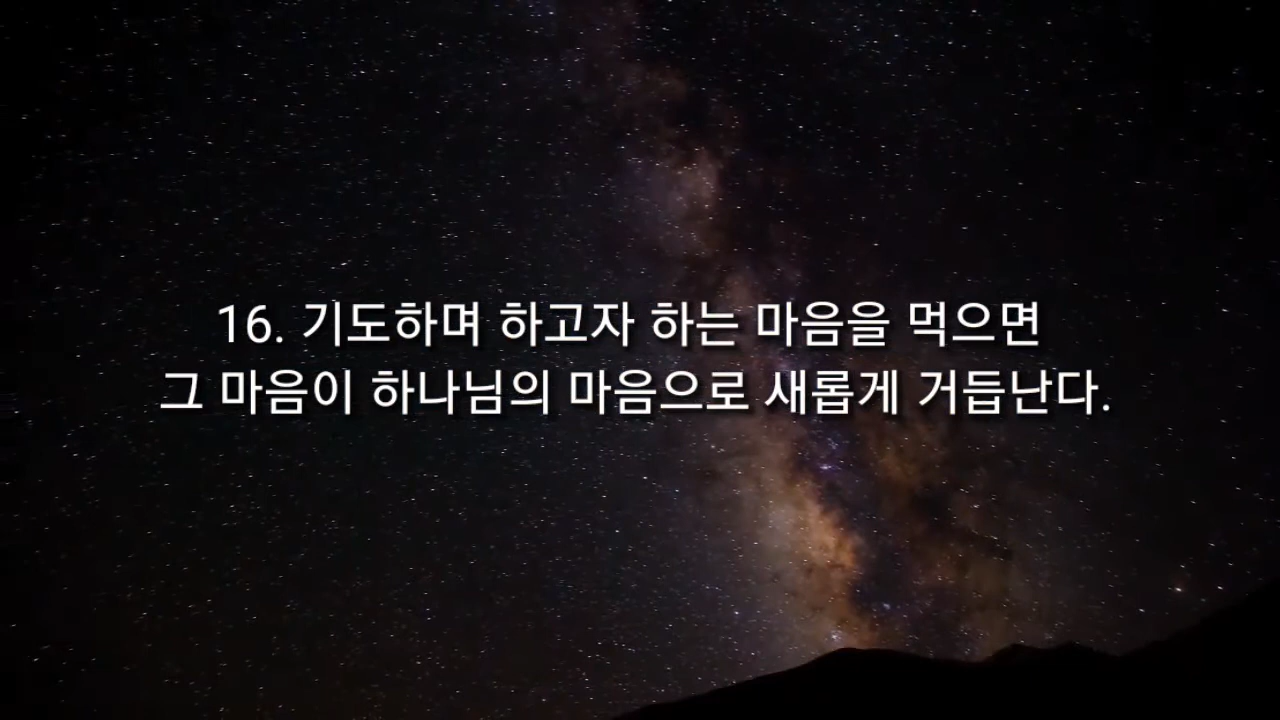 16. 기도하며 하고자 하는 마음을 먹으면
그 마음이 하나님의 마음으로 새롭게 거듭난다.